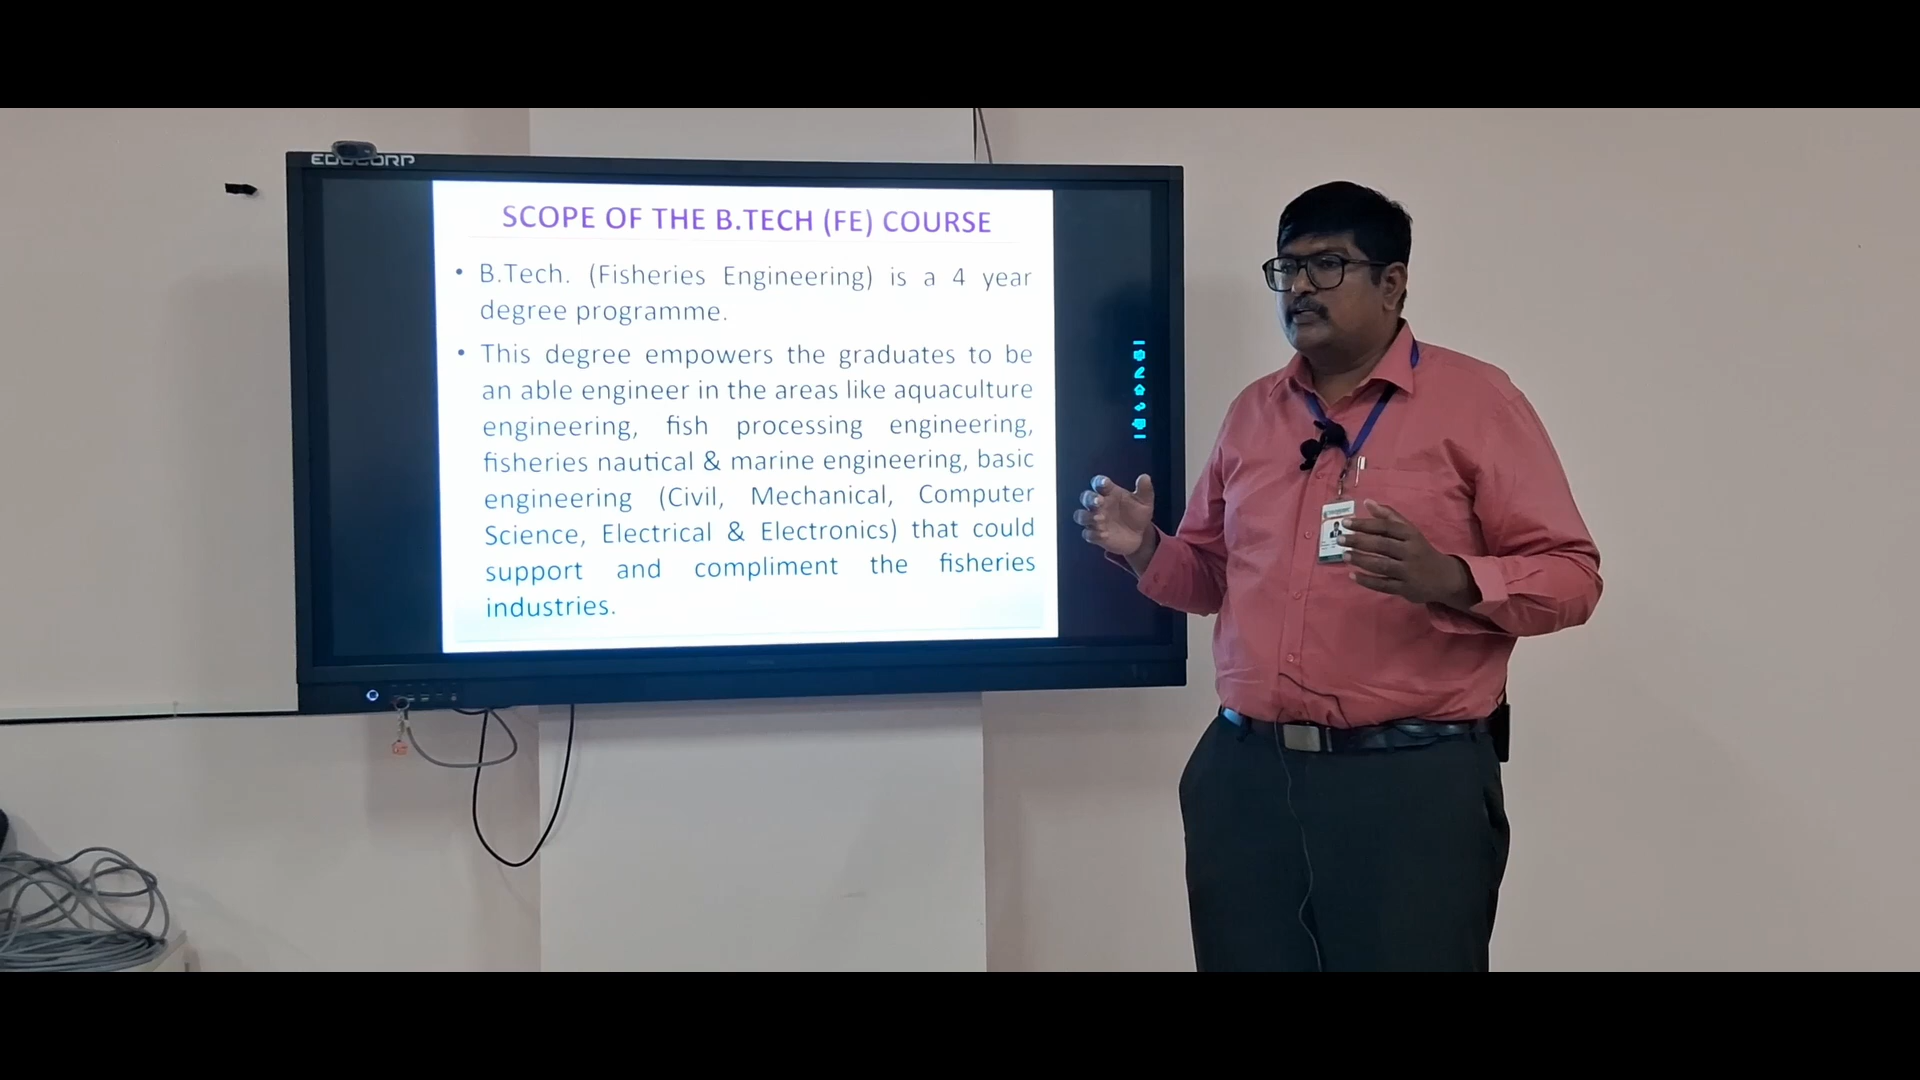 EDUCORP
SCOPE OF THE B.TECH (FE) COURSE
• B.Tech. (Fisheries Engineering) is a 4 year
degree programme.
• This degree empowers the graduates to be
an able engineer in the areas like aquaculture
engineering, fish processing engineering,
fisheries nautical & marine engineering, basic
engineering (Civil, Mechanical, Computer
Science, Electrical & Electronics) that could
support and compliment the fisheries
industries.